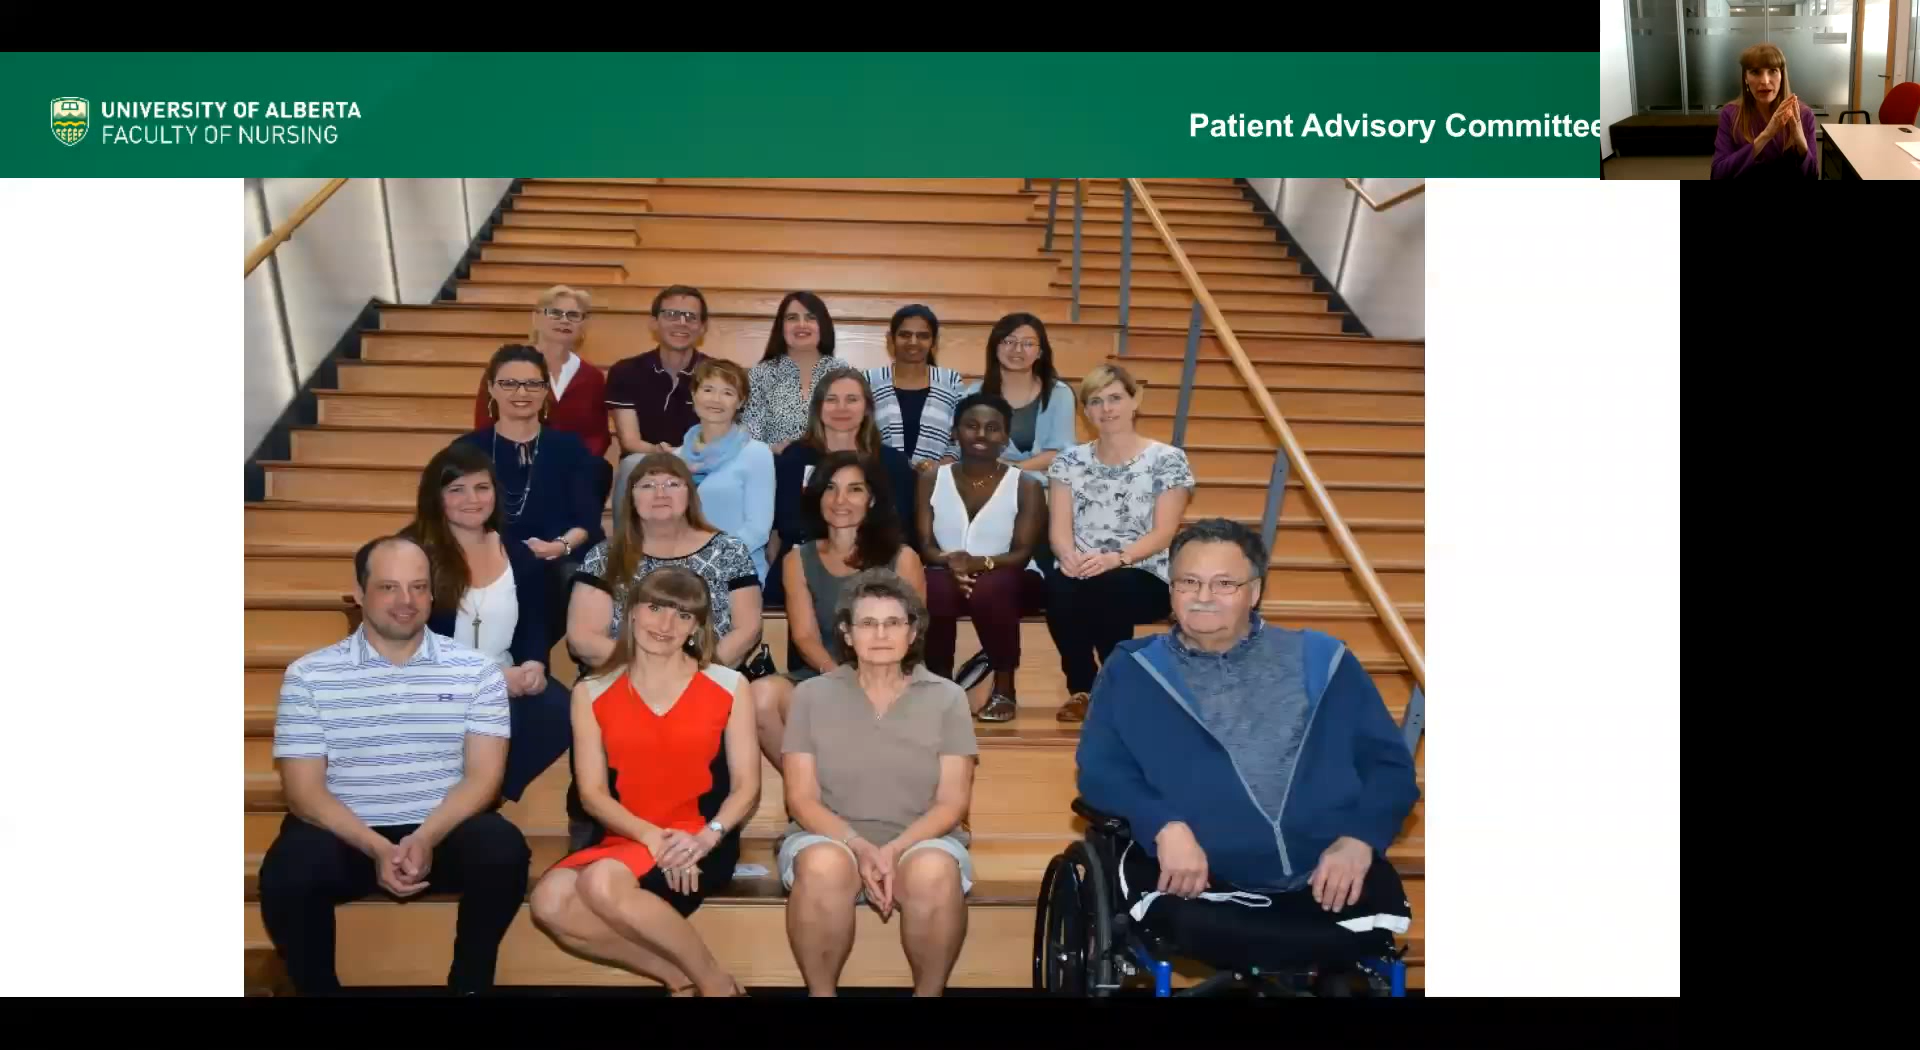 UNIVERSITY OF ALBERTA
FACULTY OF NURSING
Patient Advisory Committee